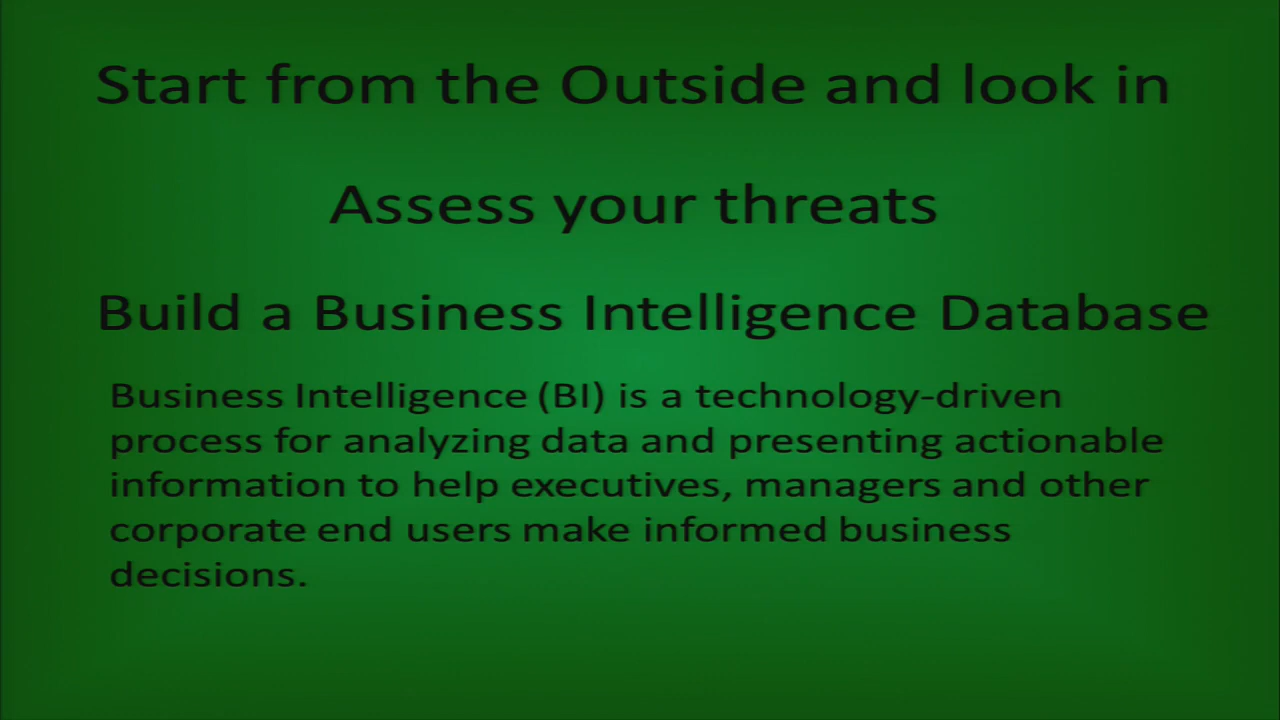 Start from the Outside and look in
Assess your threats
Build a Business Intelligence Database
Business Intelligence (BI) is a technology-driven
process for analyzing data and presenting actionable
information to help executives, managers and other
corporate end users make informed business
decisions.